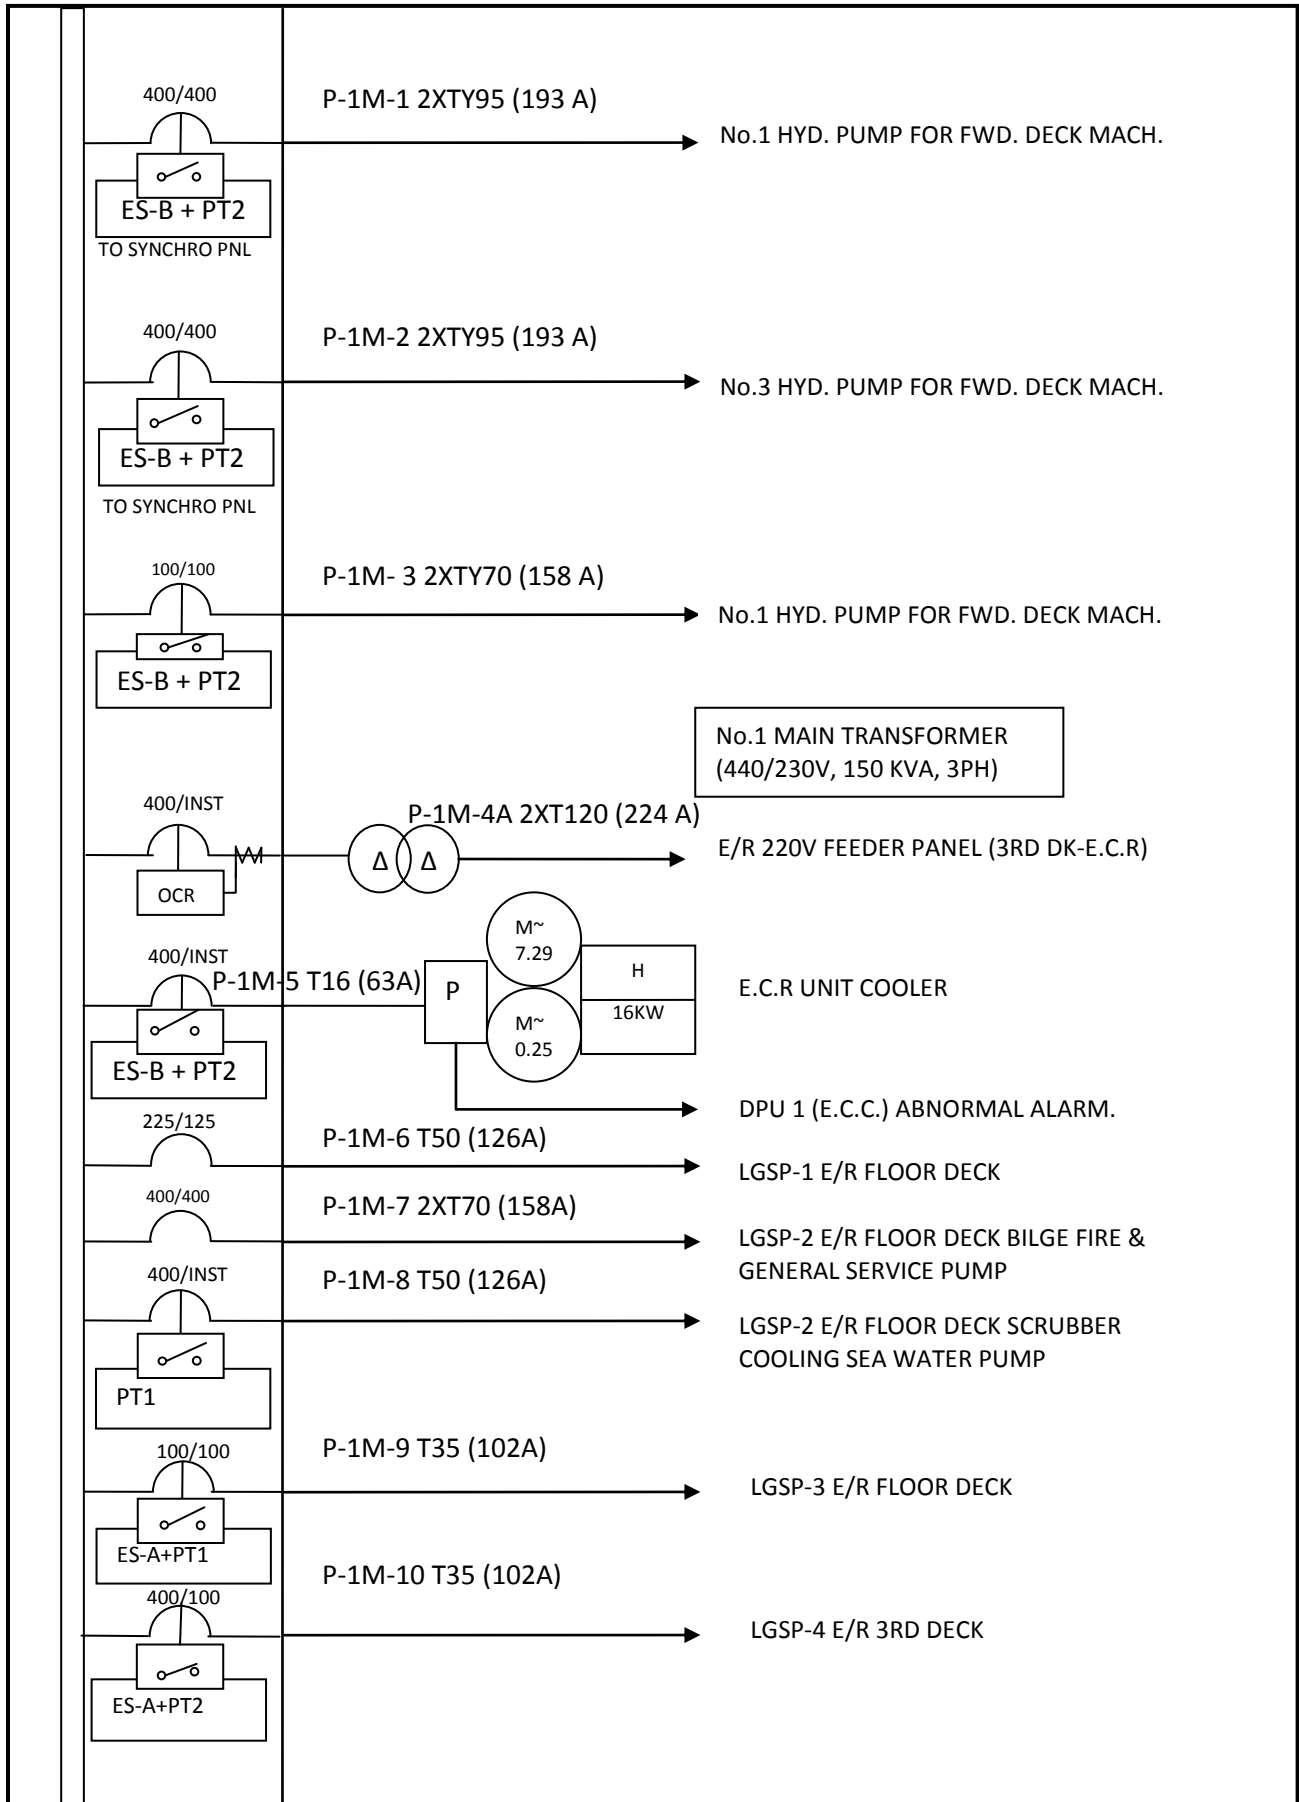 400/400
P-1M-1 2XTY95 (193 A)
No.1 HYD. PUMP FOR FWD. DECK MACH.
ES-B + PT2
TO SYNCHRO PNL
400/400
P-1M-2 2XTY95 (193 A)
No.3 HYD. PUMP FOR FWD. DECK MACH.
ES-B + PT2
TO SYNCHRO PNL
100/100
P-1M- 3 2XTY70 (158 A)
No.1 HYD. PUMP FOR FWD. DECK MACH.
ES-B + PT2
No.1 MAIN TRANSFORMER
(440/230V, 150 KVA, 3PH)
400/INST
P-1M-4A 2XT120 (224 A)
Δ Δ
E/R 220V FEEDER PANEL (3RD DK-E.C.R)
OCR
400/INST
P-1M-5 T16 (63A)
P
M~
7.29
H
16KW
M~
0.25
E.C.R UNIT COOLER
ES-B + PT2
DPU 1 (E.C.C.) ABNORMAL ALARM.
225/125
P-1M-6 T50 (126A)
LGSP-1 E/R FLOOR DECK
400/400
P-1M-7 2XT70 (158A)
LGSP-2 E/R FLOOR DECK BILGE FIRE &
GENERAL SERVICE PUMP
400/INST
P-1M-8 T50 (126A)
LGSP-2 E/R FLOOR DECK SCRUBBER
COOLING SEA WATER PUMP
PT1
100/100
P-1M-9 T35 (102A)
LGSP-3 E/R FLOOR DECK
ES-A+PT1
400/100
P-1M-10 T35 (102A)
LGSP-4 E/R 3RD DECK
ES-A+PT2